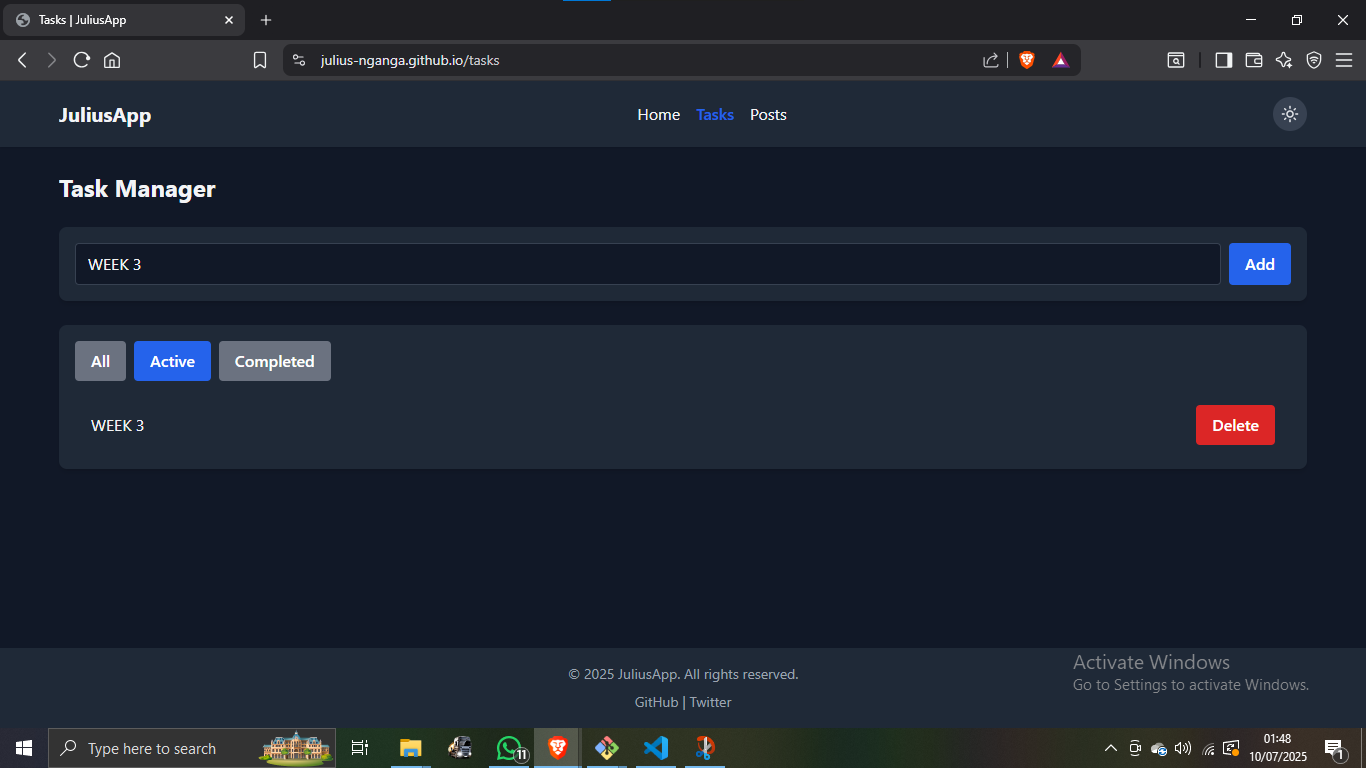 Tasks | JuliusApp
julius-nganga.github.io/tasks
JuliusApp
Home Tasks Posts
Task Manager
WEEK 3
Add
All Active Completed
WEEK 3
Delete
© 2025 JuliusApp. All rights reserved.
GitHub | Twitter
Activate Windows
Go to Settings to activate Windows.
Type here to search
11
01:48
10/07/2025
1